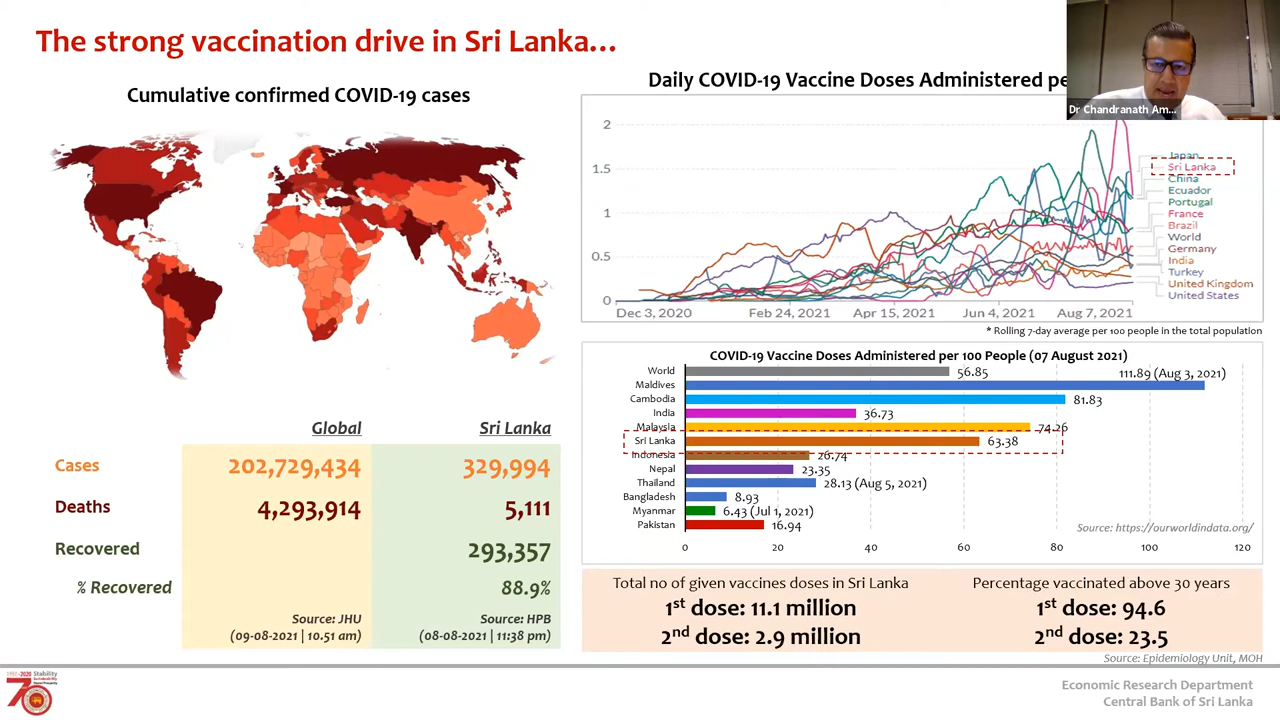 The strong vaccination drive in Sri Lanka…
Cumulative confirmed COVID-19 cases
Global
Sri Lanka
Cases
202,729,434
329,994
Deaths
4,293,914
5,111
Recovered
293,357
% Recovered
88.9%
Source: JHU
(09-08-2021 | 10.51 am)
Source: HPB
(08-08-2021 | 11:38 pm)
Daily COVID-19 Vaccine Doses Administered
Dr Chandranath Am...
2
1.5
1
0.5
0
Dec 3, 2020
Feb 24, 2021
Apr 15, 2021
Jun 4, 2021
Aug 7, 2021
Japan
Sri Lanka
China
Ecuador
Portugal
France
Brazil
World
Germany
India
Turkey
United Kingdom
United States
* Rolling 7-day average per 100 people in the total population
COVID-19 Vaccine Doses Administered per 100 People (07 August 2021)
World
56.85
Maldives
111.89 (Aug 3, 2021)
Cambodia
81.83
India
36.73
Malaysia
74.26
Sri Lanka
63.38
Indonesia
26.74
Nepal
23.35
Thailand
28.13 (Aug 5, 2021)
Bangladesh
8.93
Myanmar
6.43 (Jul 1, 2021)
Pakistan
16.94
Source: https://ourworldindata.org/
0
20
40
60
80
100
120
Total no of given vaccines doses in Sri Lanka
1st dose: 11.1 million
2nd dose: 2.9 million
Percentage vaccinated above 30 years
1st dose: 94.6
2nd dose: 23.5
Source: Epidemiology Unit, MOH
Stability
70
Economic Research Department
Central Bank of Sri Lanka